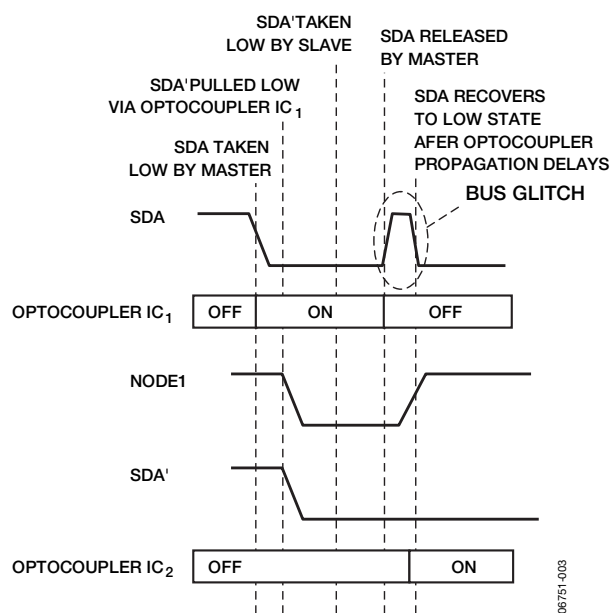 SDA'TAKEN
LOW BY SLAVE
SDA RELEASED
BY MASTER
SDA'PULLED LOW
VIA OPTOCOUPLER IC1
SDA RECOVERS
TO LOW STATE
AFER OPTOCOUPLER
PROPAGATION DELAYS
SDA TAKEN
LOW BY MASTER
BUS GLITCH
SDA
OPTOCOUPLER IC1 OFF ON OFF
NODE1
SDA'
OPTOCOUPLER IC2 OFF ON
06751-003